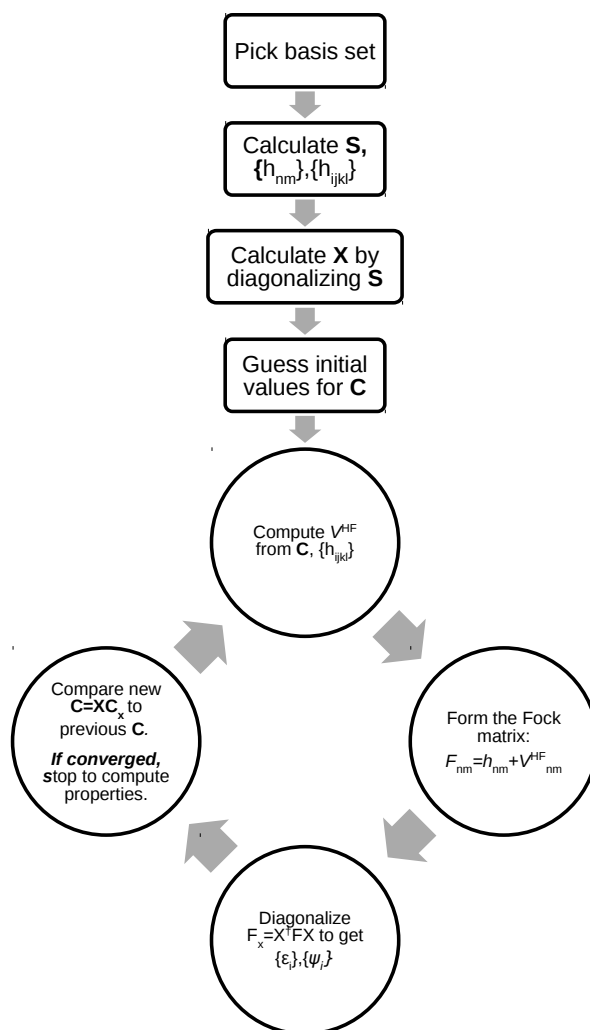 Pick basis set
Calculate S,
{hₙₘ},{hᵢⱼₖₗ}
Calculate X by
diagonalizing S
Guess initial
values for C
Compute Vᴴᶠ
from C, {hᵢⱼₖₗ}
Form the Fock
matrix:
Fₙₘ=hₙₘ+Vᴴᶠₙₘ
Diagonalize
Fₓ=X†FX to get
{εᵢ},{ψᵢ}
Compare new
C=XCₓ to
previous C.
If converged,
stop to compute
properties.